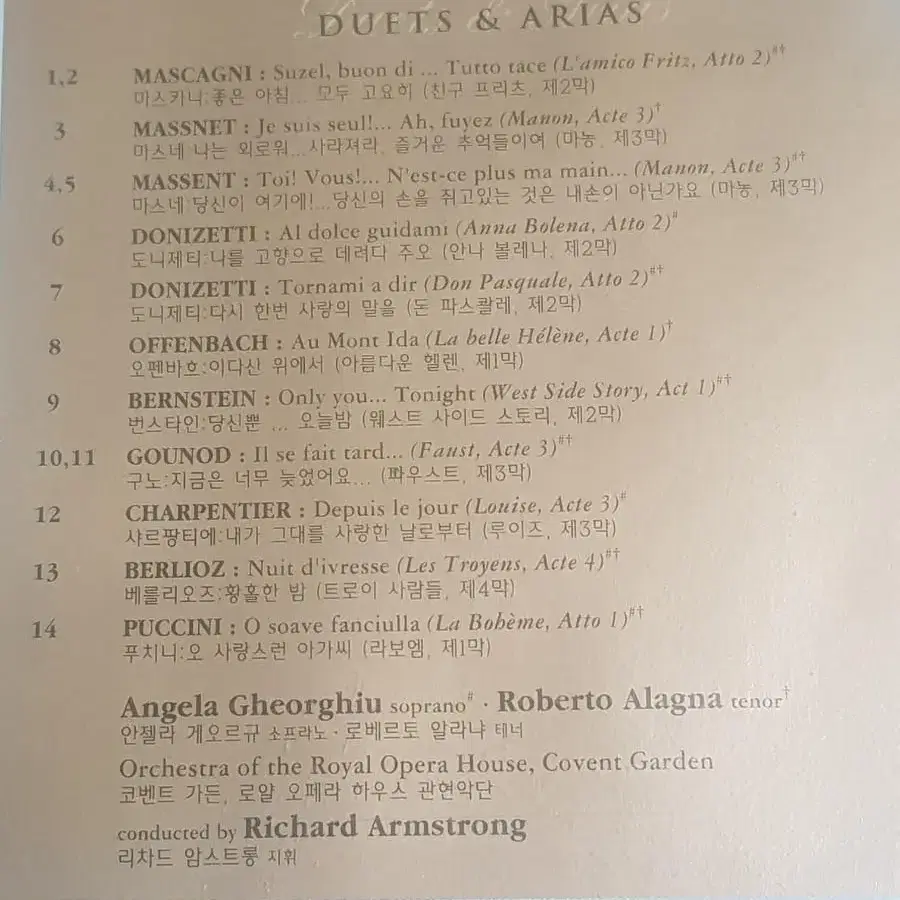 DUETS & ARIAS
1,2 MASCAGNI : Suzel, buon di ... Tutto tace (L'amico Fritz, Atto 2)#†
마스카니:좋은 아침... 모두 고요히 (친구 프리츠, 제2막)
3 MASSNET : Je suis seul!... Ah, fuyez (Manon, Acte 3)†
마스네:나는 외로워...사라져라, 즐거운 추억들이여 (마농, 제3막)
4,5 MASSENT : Toi! Vous!... N'est-ce plus ma main... (Manon, Acte 3)#†
마스네:당신이 여기에!...당신의 손을 쥐고있는 것은 내손이 아닌가요 (마농, 제3막)
6 DONIZETTI : Al dolce guidami (Anna Bolena, Atto 2)#
도니제티:나를 고향으로 데려다 주오 (안나 볼레나, 제2막)
7 DONIZETTI : Tornami a dir (Don Pasquale, Atto 2)#†
도니제티:다시 한번 사랑의 말을 (돈 파스콸레, 제2막)
8 OFFENBACH : Au Mont Ida (La belle Hélène, Acte 1)†
오펜바흐:이다산 위에서 (아름다운 헬렌, 제1막)
9 BERNSTEIN : Only you... Tonight (West Side Story, Act 1)#†
번스타인:당신뿐 ... 오늘밤 (웨스트 사이드 스토리, 제2막)
10,11 GOUNOD : Il se fait tard... (Faust, Acte 3)#†
구노:지금은 너무 늦었어요... (파우스트, 제3막)
12 CHARPENTIER : Depuis le jour (Louise, Acte 3)#
샤르팡티에:내가 그대를 사랑한 날로부터 (루이즈, 제3막)
13 BERLIOZ : Nuit d'ivresse (Les Troyens, Acte 4)#†
베를리오즈:황홀한 밤 (트로이 사람들, 제4막)
14 PUCCINI : O soave fanciulla (La Bohème, Atto 1)#†
푸치니:오 사랑스런 아가씨 (라보엠, 제1막)
Angela Gheorghiu soprano# · Roberto Alagna tenor†
안젤라 게오르규 소프라노 · 로베르토 알라냐 테너
Orchestra of the Royal Opera House, Covent Garden
코벤트 가든, 로얄 오페라 하우스 관현악단
conducted by Richard Armstrong
리차드 암스트롱 지휘